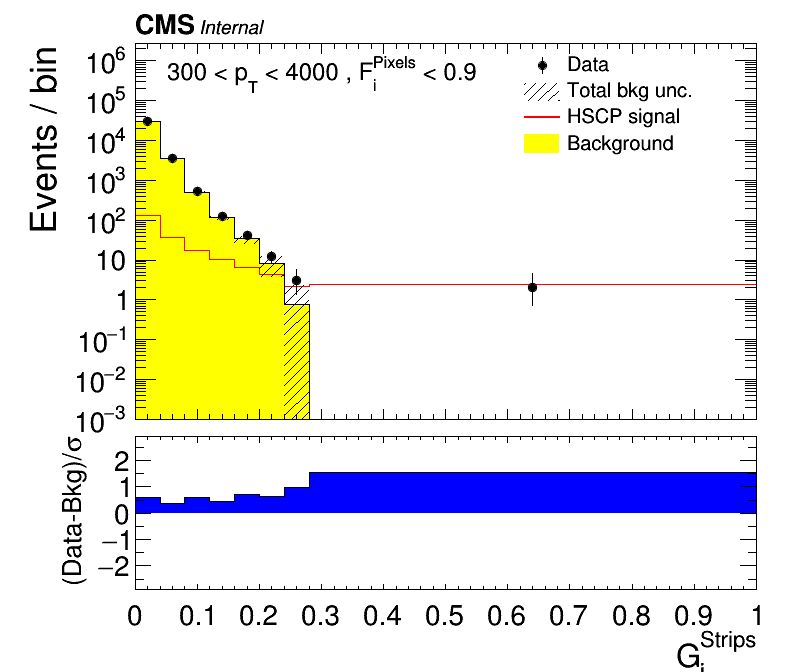 CMS Internal
300 < p_T < 4000 , F_i^Pixels < 0.9
Data
Total bkg unc.
HSCP signal
Background
Events / bin
10^6
10^5
10^4
10^3
10^2
10
1
10^−1
10^−2
10^−3
(Data-Bkg)/σ
2
1
0
−1
−2
0 0.1 0.2 0.3 0.4 0.5 0.6 0.7 0.8 0.9 1
G_i^Strips